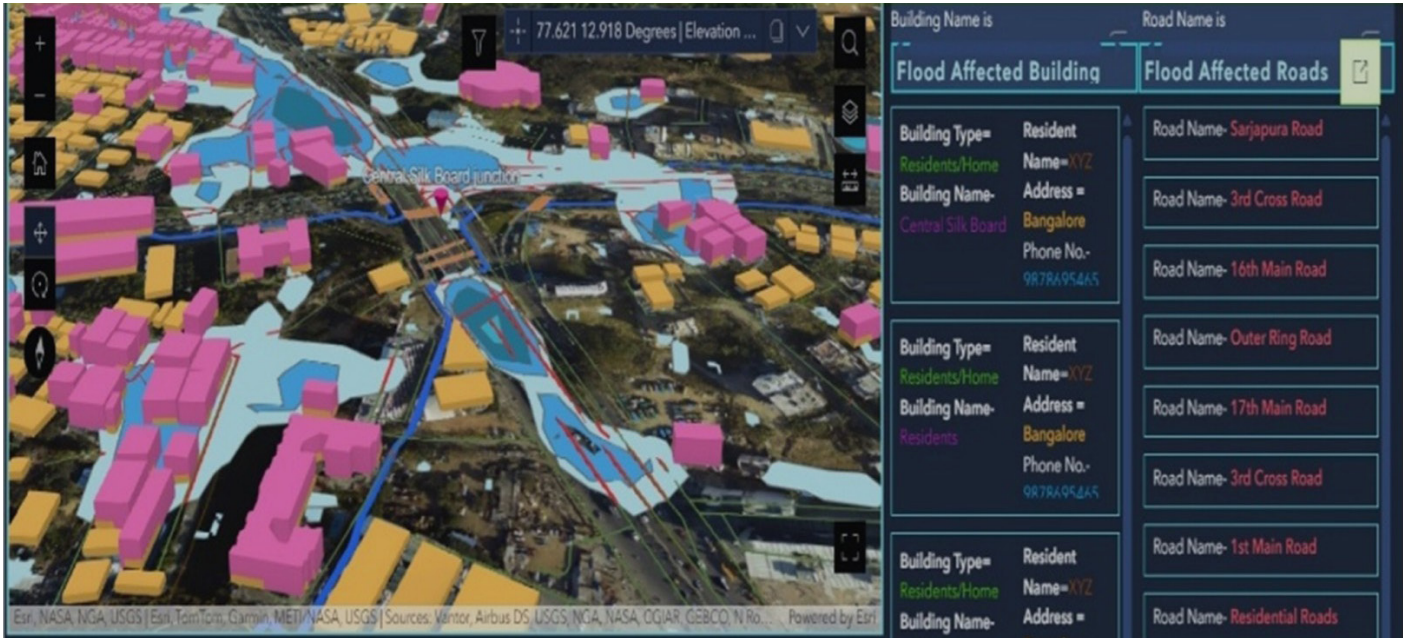 77.621 12.918 Degrees | Elevation ...
Central Silk Board junction
Esri, NASA, NGA, USGS | Esri, TomTom, Garmin, METI/NASA, USGS | Sources: Vantor, Airbus DS, USGS, NGA, NASA, CGIAR, GEBCO, N Ro...
Powered by Esri
Building Name is
Flood Affected Building
Building Type=
Residents/Home
Building Name-
Central Silk Board
Resident
Name=XYZ
Address =
Bangalore
Phone No.-
9878695465
Building Type=
Residents/Home
Building Name-
Residents
Resident
Name=XYZ
Address =
Bangalore
Phone No.-
9878695465
Building Type=
Residents/Home
Building Name-
Resident
Name=XYZ
Address =
Road Name is
Flood Affected Roads
Road Name- Sarjapura Road
Road Name- 3rd Cross Road
Road Name- 16th Main Road
Road Name- Outer Ring Road
Road Name- 17th Main Road
Road Name- 3rd Cross Road
Road Name- 1st Main Road
Road Name- Residential Roads